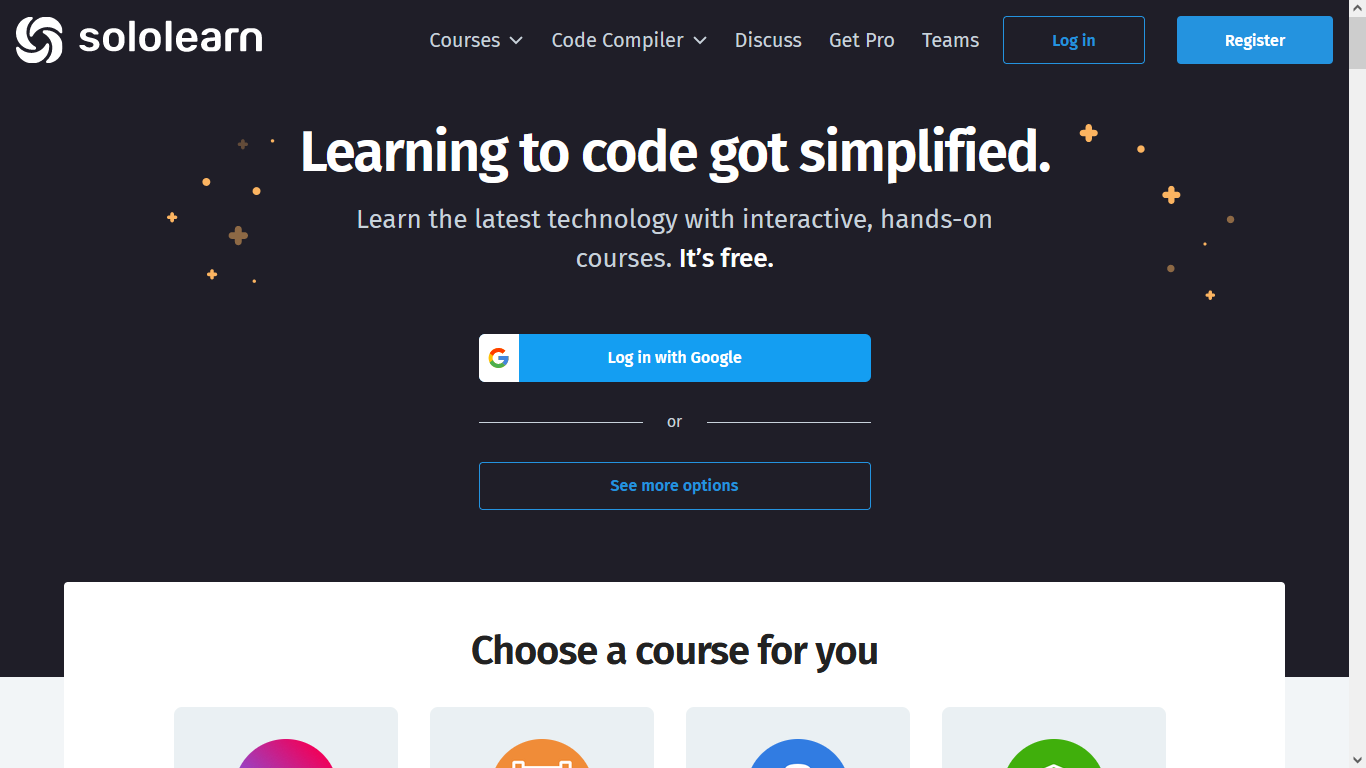 sololearn
Courses Code Compiler Discuss Get Pro Teams Log in Register
Learning to code got simplified.
Learn the latest technology with interactive, hands-on
courses. It’s free.
Log in with Google
or
See more options
Choose a course for you